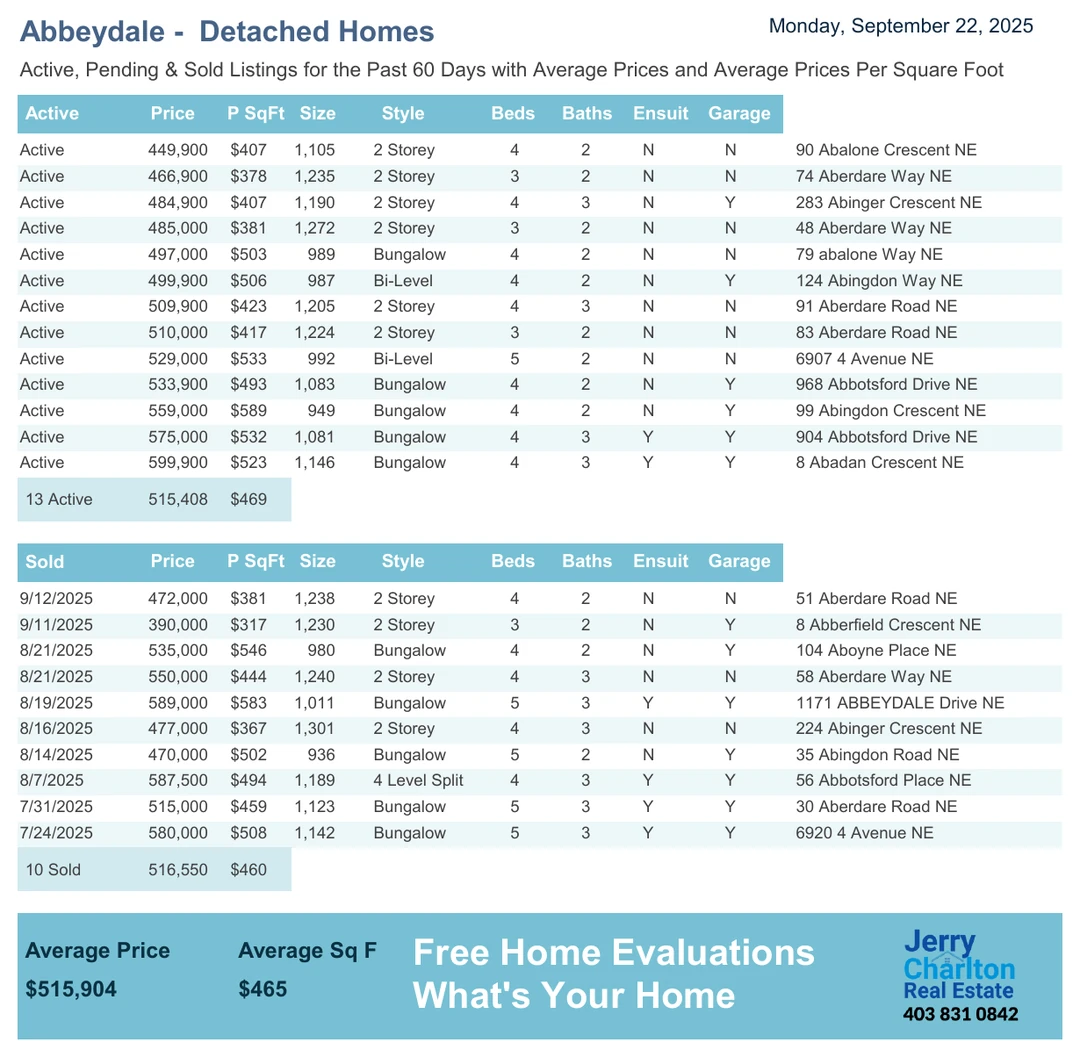 Abbeydale - Detached Homes
Monday, September 22, 2025
Active, Pending & Sold Listings for the Past 60 Days with Average Prices and Average Prices Per Square Foot
Active Price P SqFt Size Style Beds Baths Ensuit Garage
Active 449,900 $407 1,105 2 Storey 4 2 N N 90 Abalone Crescent NE
Active 466,900 $378 1,235 2 Storey 3 2 N N 74 Aberdare Way NE
Active 484,900 $407 1,190 2 Storey 4 3 N Y 283 Abinger Crescent NE
Active 485,000 $381 1,272 2 Storey 3 2 N N 48 Aberdare Way NE
Active 497,000 $503 989 Bungalow 4 2 N N 79 abalone Way NE
Active 499,900 $506 987 Bi-Level 4 2 N Y 124 Abingdon Way NE
Active 509,900 $423 1,205 2 Storey 4 3 N N 91 Aberdare Road NE
Active 510,000 $417 1,224 2 Storey 3 2 N N 83 Aberdare Road NE
Active 529,000 $533 992 Bi-Level 5 2 N N 6907 4 Avenue NE
Active 533,900 $493 1,083 Bungalow 4 2 N Y 968 Abbotsford Drive NE
Active 559,000 $589 949 Bungalow 4 2 N Y 99 Abingdon Crescent NE
Active 575,000 $532 1,081 Bungalow 4 3 Y Y 904 Abbotsford Drive NE
Active 599,900 $523 1,146 Bungalow 4 3 Y Y 8 Abadan Crescent NE
13 Active 515,408 $469
Sold Price P SqFt Size Style Beds Baths Ensuit Garage
9/12/2025 472,000 $381 1,238 2 Storey 4 2 N N 51 Aberdare Road NE
9/11/2025 390,000 $317 1,230 2 Storey 3 2 N Y 8 Abberfield Crescent NE
8/21/2025 535,000 $546 980 Bungalow 4 2 N Y 104 Aboyne Place NE
8/21/2025 550,000 $444 1,240 2 Storey 4 3 N N 58 Aberdare Way NE
8/19/2025 589,000 $583 1,011 Bungalow 5 3 Y Y 1171 ABBEYDALE Drive NE
8/16/2025 477,000 $367 1,301 2 Storey 4 3 N N 224 Abinger Crescent NE
8/14/2025 470,000 $502 936 Bungalow 5 2 N Y 35 Abingdon Road NE
8/7/2025 587,500 $494 1,189 4 Level Split 4 3 Y Y 56 Abbotsford Place NE
7/31/2025 515,000 $459 1,123 Bungalow 5 3 Y Y 30 Aberdare Road NE
7/24/2025 580,000 $508 1,142 Bungalow 5 3 Y Y 6920 4 Avenue NE
10 Sold 516,550 $460
Average Price Average Sq F
$515,904 $465
Free Home Evaluations
What's Your Home
Jerry
Charlton
Real Estate
403 831 0842